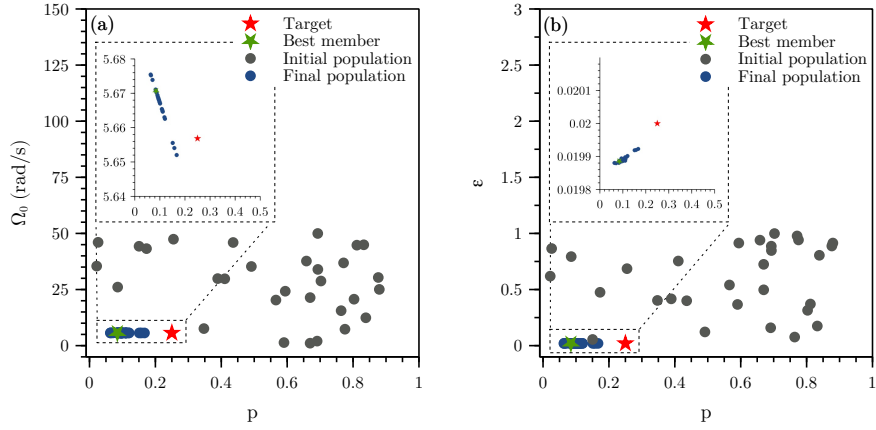 (a)
Target
Best member
Initial population
Final population
150
125
100
75
50
25
0
Ω₀ (rad/s)
5.68
5.67
5.66
5.65
5.64
0 0.1 0.2 0.3 0.4 0.5
0 0.2 0.4 0.6 0.8 1
p
(b)
Target
Best member
Initial population
Final population
3
2.5
2
1.5
1
0.5
0
ε
0.0201
0.02
0.0199
0.0198
0 0.1 0.2 0.3 0.4 0.5
0 0.2 0.4 0.6 0.8 1
p